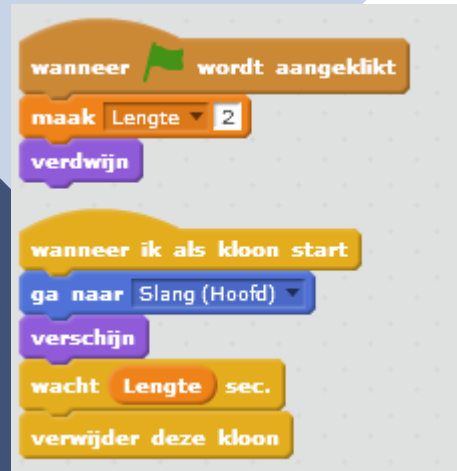 wanneer wordt aangeklikt
maak Lengte 2
verdwijn
wanneer ik als kloon start
ga naar Slang (Hoofd)
verschijn
wacht Lengte sec.
verwijder deze kloon